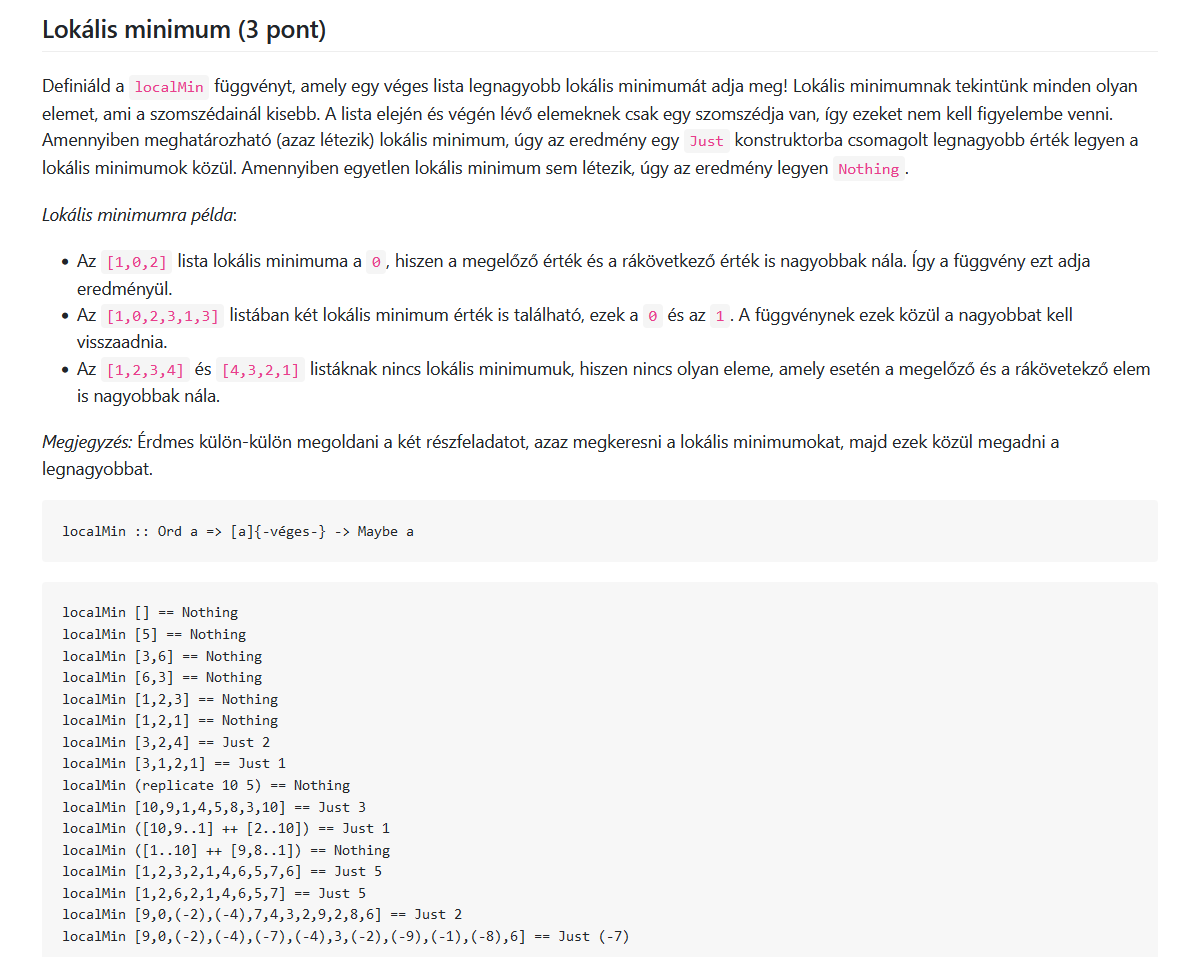 Lokális minimum (3 pont)
Definiáld a localMin függvényt, amely egy véges lista legnagyobb lokális minimumát adja meg! Lokális minimumnak tekintünk minden olyan
elemet, ami a szomszédainál kisebb. A lista elején és végén lévő elemeknek csak egy szomszédja van, így ezeket nem kell figyelembe venni.
Amennyiben meghatározható (azaz létezik) lokális minimum, úgy az eredmény egy Just konstruktorba csomagolt legnagyobb érték legyen a
lokális minimumok közül. Amennyiben egyetlen lokális minimum sem létezik, úgy az eredmény legyen Nothing.
Lokális minimumra példa:
• Az [1,0,2] lista lokális minimuma a 0, hiszen a megelőző érték és a rákövetkező érték is nagyobbak nála. Így a függvény ezt adja
eredményül.
• Az [1,0,2,3,1,3] listában két lokális minimum érték is található, ezek a 0 és az 1. A függvénynek ezek közül a nagyobbat kell
visszaadnia.
• Az [1,2,3,4] és [4,3,2,1] listáknak nincs lokális minimumuk, hiszen nincs olyan eleme, amely esetén a megelőző és a rákövetekző elem
is nagyobbak nála.
Megjegyzés: Érdmes külön-külön megoldani a két részfeladatot, azaz megkeresni a lokális minimumokat, majd ezek közül megadni a
legnagyobbat.
localMin :: Ord a => [a]{-véges-} -> Maybe a
localMin [] == Nothing
localMin [5] == Nothing
localMin [3,6] == Nothing
localMin [6,3] == Nothing
localMin [1,2,3] == Nothing
localMin [1,2,1] == Nothing
localMin [3,2,4] == Just 2
localMin [3,1,2,1] == Just 1
localMin (replicate 10 5) == Nothing
localMin [10,9,1,4,5,8,3,10] == Just 3
localMin ([10,9..1] ++ [2..10]) == Just 1
localMin ([1..10] ++ [9,8..1]) == Nothing
localMin [1,2,3,2,1,4,6,5,7,6] == Just 5
localMin [1,2,6,2,1,4,6,5,7] == Just 5
localMin [9,0,(-2),(-4),7,4,3,2,9,2,8,6] == Just 2
localMin [9,0,(-2),(-4),(-7),(-4),3,(-2),(-9),(-1),(-8),6] == Just (-7)